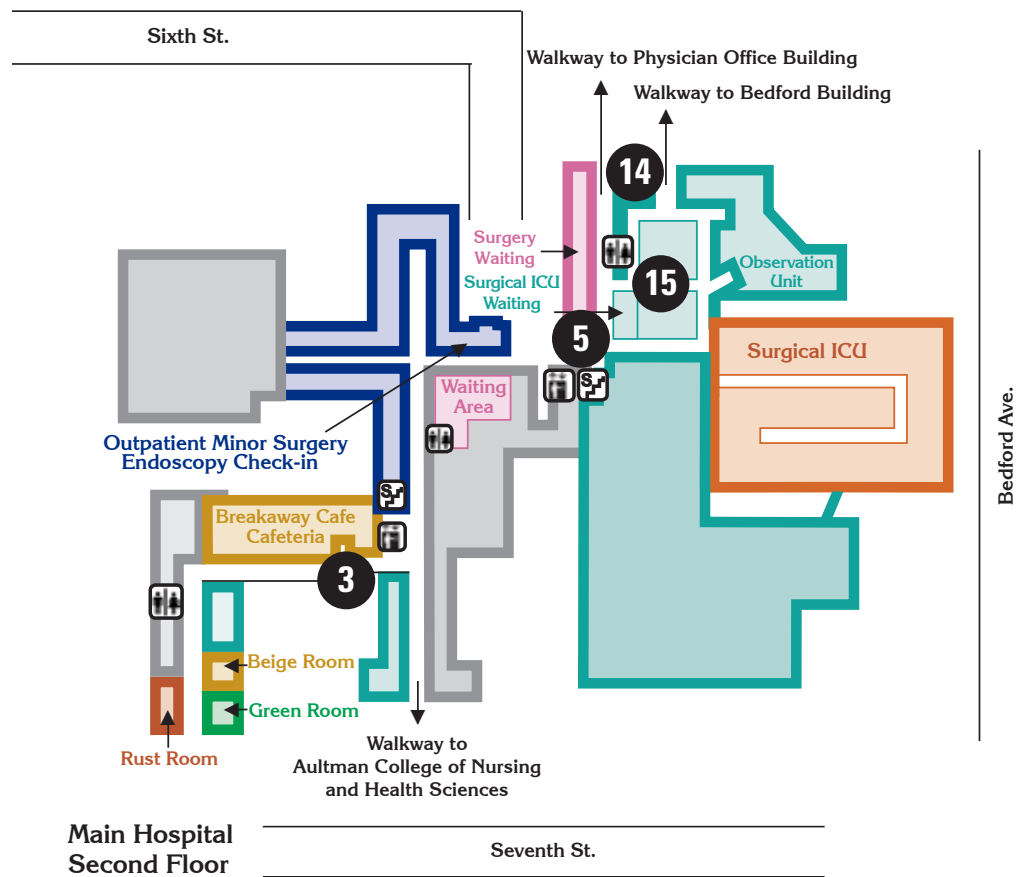 Sixth St.
Walkway to Physician Office Building
Walkway to Bedford Building
14
Surgery
Waiting
Surgical ICU
Waiting
15
Observation
Unit
5
Surgical ICU
Waiting
Area
Bedford Ave.
Outpatient Minor Surgery
Endoscopy Check-in
S
S
Breakaway Cafe
Cafeteria
3
Beige Room
Green Room
Rust Room
Walkway to
Aultman College of Nursing
and Health Sciences
Main Hospital
Second Floor
Seventh St.